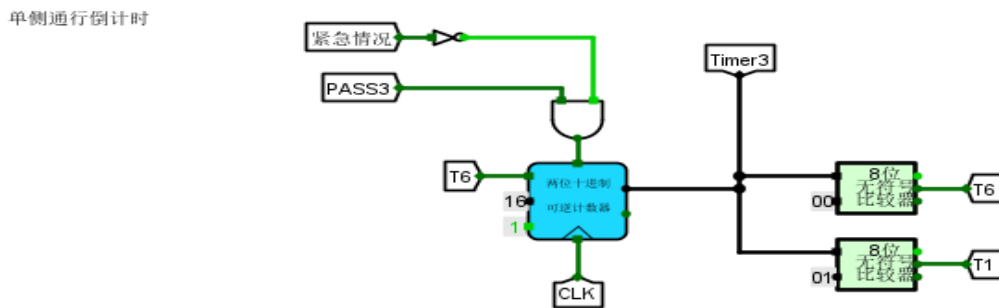 单侧通行倒计时
紧急情况
Timer3
PASS3
T6
两位十进制
可逆计数器
16
1
CLK
8位
无符号
比较器
00
T6
8位
无符号
比较器
01
T1